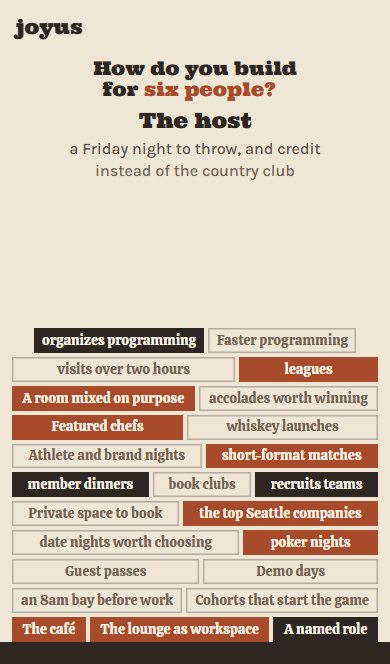 joyus
How do you build
for six people?
The host
a Friday night to throw, and credit
instead of the country club
organizes programming Faster programming
visits over two hours leagues
A room mixed on purpose accolades worth winning
Featured chefs whiskey launches
Athlete and brand nights short-format matches
member dinners book clubs recruits teams
Private space to book the top Seattle companies
date nights worth choosing poker nights
Guest passes Demo days
an 8am bay before work Cohorts that start the game
The café The lounge as workspace A named role